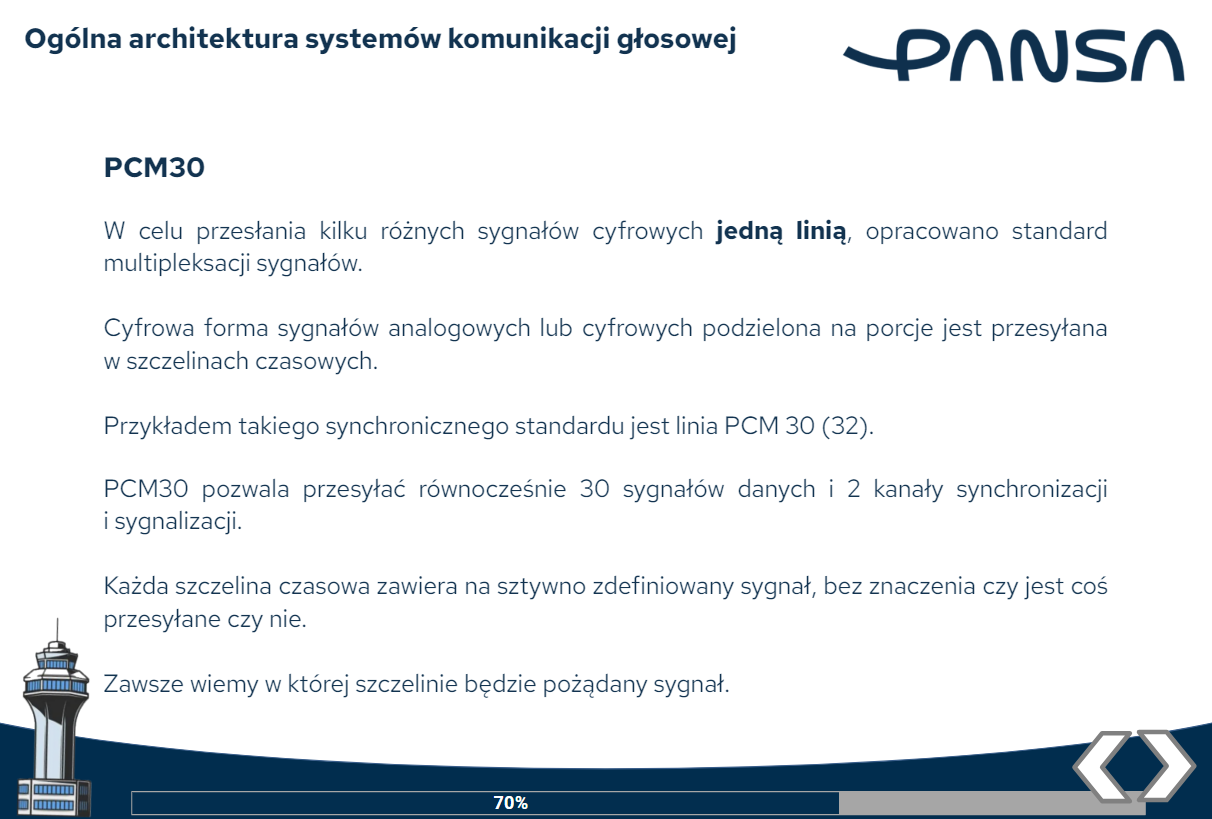 Ogólna architektura systemów komunikacji głosowej
PANSA
PCM30
W celu przesłania kilku różnych sygnałów cyfrowych jedną linią, opracowano standard
multipleksacji sygnałów.
Cyfrowa forma sygnałów analogowych lub cyfrowych podzielona na porcje jest przesyłana
w szczelinach czasowych.
Przykładem takiego synchronicznego standardu jest linia PCM 30 (32).
PCM30 pozwala przesyłać równocześnie 30 sygnałów danych i 2 kanały synchronizacji
i sygnalizacji.
Każda szczelina czasowa zawiera na sztywno zdefiniowany sygnał, bez znaczenia czy jest coś
przesyłane czy nie.
Zawsze wiemy w której szczelinie będzie pożądany sygnał.
70%